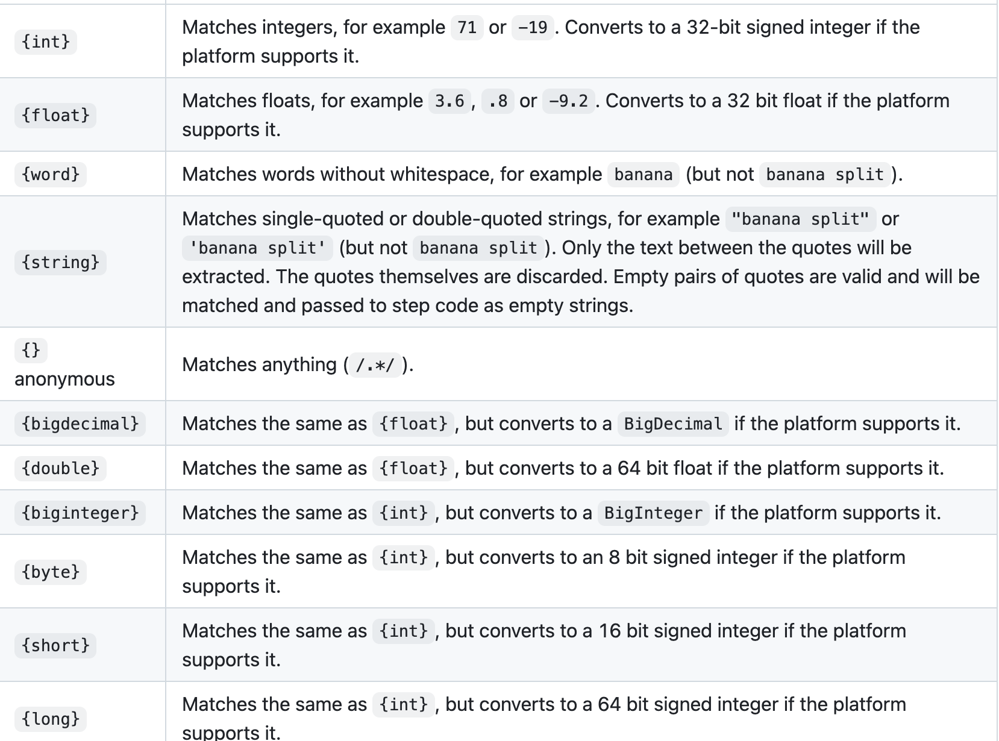 {int}
Matches integers, for example 71 or -19. Converts to a 32-bit signed integer if the
platform supports it.
{float}
Matches floats, for example 3.6, .8 or -9.2. Converts to a 32 bit float if the platform
supports it.
{word}
Matches words without whitespace, for example banana (but not banana split).
{string}
Matches single-quoted or double-quoted strings, for example "banana split" or
'banana split' (but not banana split). Only the text between the quotes will be
extracted. The quotes themselves are discarded. Empty pairs of quotes are valid and will be
matched and passed to step code as empty strings.
{}
anonymous
Matches anything (/.*/).
{bigdecimal}
Matches the same as {float}, but converts to a BigDecimal if the platform supports it.
{double}
Matches the same as {float}, but converts to a 64 bit float if the platform supports it.
{biginteger}
Matches the same as {int}, but converts to a BigInteger if the platform supports it.
{byte}
Matches the same as {int}, but converts to an 8 bit signed integer if the platform
supports it.
{short}
Matches the same as {int}, but converts to a 16 bit signed integer if the platform
supports it.
{long}
Matches the same as {int}, but converts to a 64 bit signed integer if the platform
supports it.